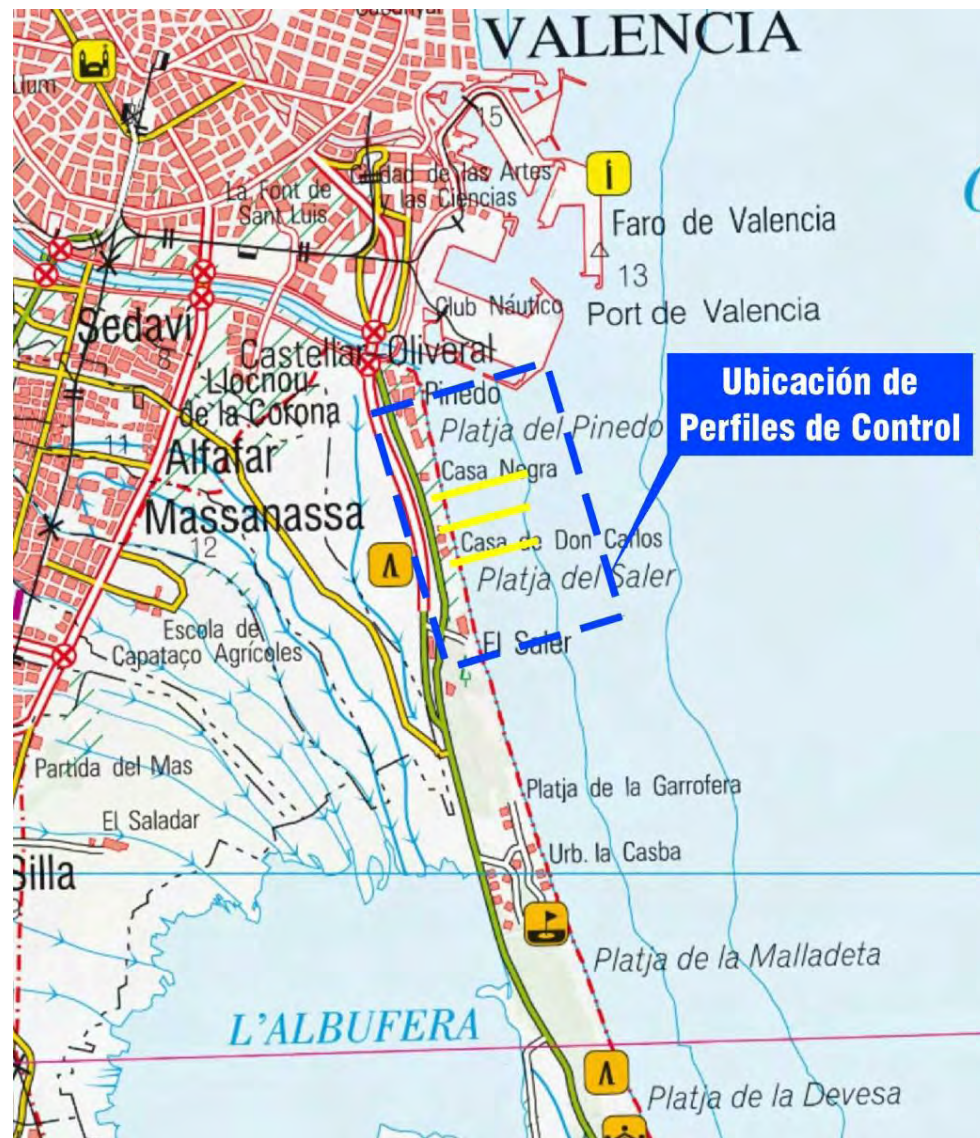 VALENCIA
15
Ciudad de las Artes
y las Ciencias
La Font de
Sant Luis
Faro de Valencia
13
Club Náutico
Port de Valencia
Sedaví
8
Castellar-Oliveral
Llocnou
de la Corona
Pinedo
Ubicación de
Perfiles de Control
Platja del Pinedo
11
Alfafar
Casa Negra
Massanassa
12
Casa de Don Carlos
Platja del Saler
Escola de
Capataço Agrícoles
El Saler
Partida del Mas
Platja de la Garrofera
El Saladar
Urb. la Casba
Silla
Platja de la Malladeta
L'ALBUFERA
Platja de la Devesa